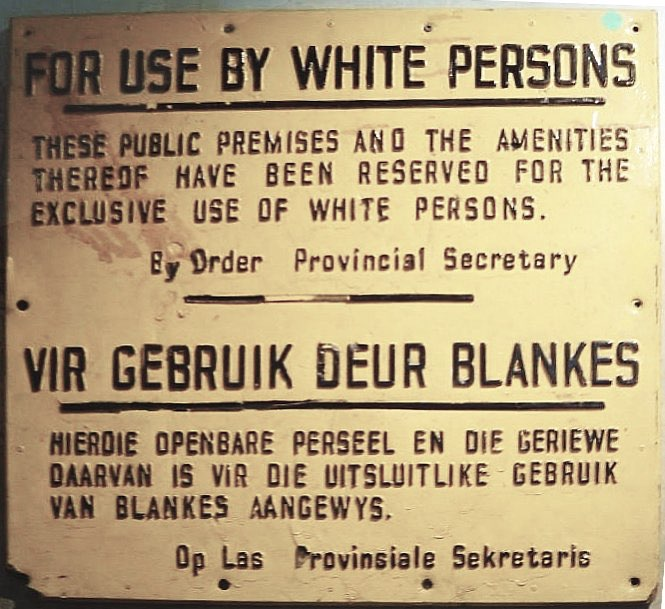 FOR USE BY WHITE PERSONS
THESE PUBLIC PREMISES AND THE AMENITIES
THEREOF HAVE BEEN RESERVED FOR THE
EXCLUSIVE USE OF WHITE PERSONS.
By Order Provincial Secretary
VIR GEBRUIK DEUR BLANKES
HIERDIE OPENBARE PERSEEL EN DIE GERIEWE
DAARVAN IS VIR DIE UITSLUITLIKE GEBRUIK
VAN BLANKES AANGEWYS.
Op Las Provinsiale Sekretaris